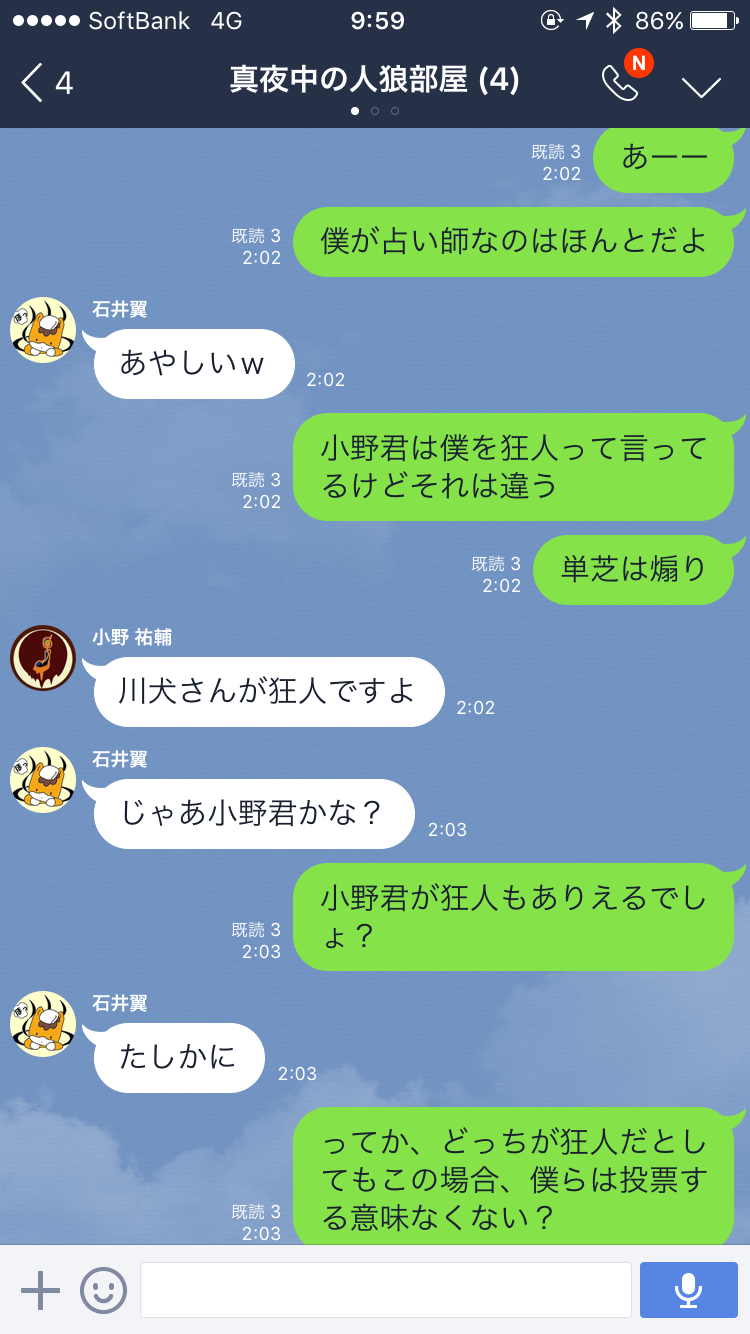 SoftBank 4G 9:59 86%
4 真夜中の人狼部屋 (4) N
既読 3
2:02
あーー
既読 3
2:02
僕が占い師なのはほんとだよ
石井翼
あやしいw
2:02
小野君は僕を狂人って言って
るけどそれは違う
既読 3
2:02
既読 3
2:02
単芝は煽り
小野 祐輔
川犬さんが狂人ですよ
2:02
石井翼
じゃあ小野君かな？
2:03
小野君が狂人もありえるでし
ょ？
既読 3
2:03
石井翼
たしかに
2:03
ってか、どっちが狂人だとし
てもこの場合、僕らは投票す
る意味なくない？
既読 3
2:03